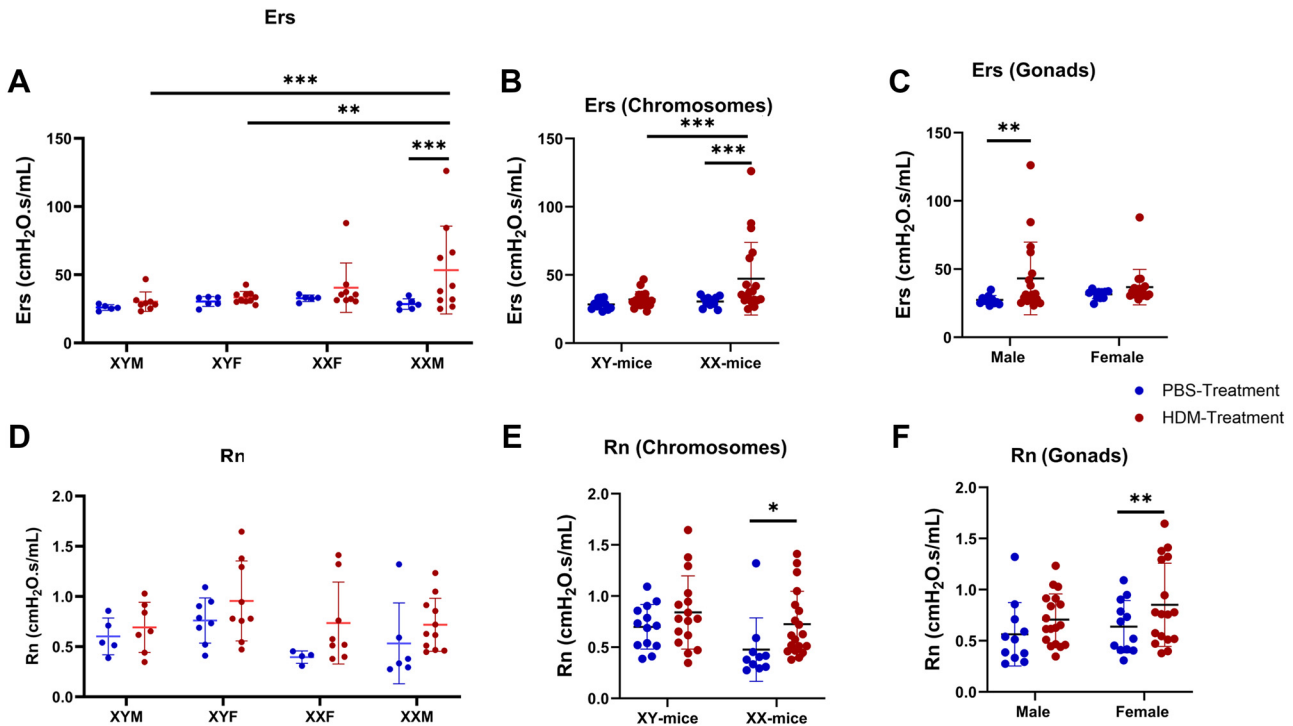 Ers
A
***
**
***
150
100
50
0
Ers (cmH2O.s/mL)
XYM
XYF
XXF
XXM
B
Ers (Chromosomes)
***
***
150
100
50
0
Ers (cmH2O.s/mL)
XY-mice
XX-mice
C
Ers (Gonads)
**
150
100
50
0
Ers (cmH2O.s/mL)
Male
Female
PBS-Treatment
HDM-Treatment
D
Rn
2.0
1.5
1.0
0.5
0.0
Rn (cmH2O.s/mL)
XYM
XYF
XXF
XXM
E
Rn (Chromosomes)
*
2.0
1.5
1.0
0.5
0.0
Rn (cmH2O.s/mL)
XY-mice
XX-mice
F
Rn (Gonads)
**
2.0
1.5
1.0
0.5
0.0
Rn (cmH2O.s/mL)
Male
Female